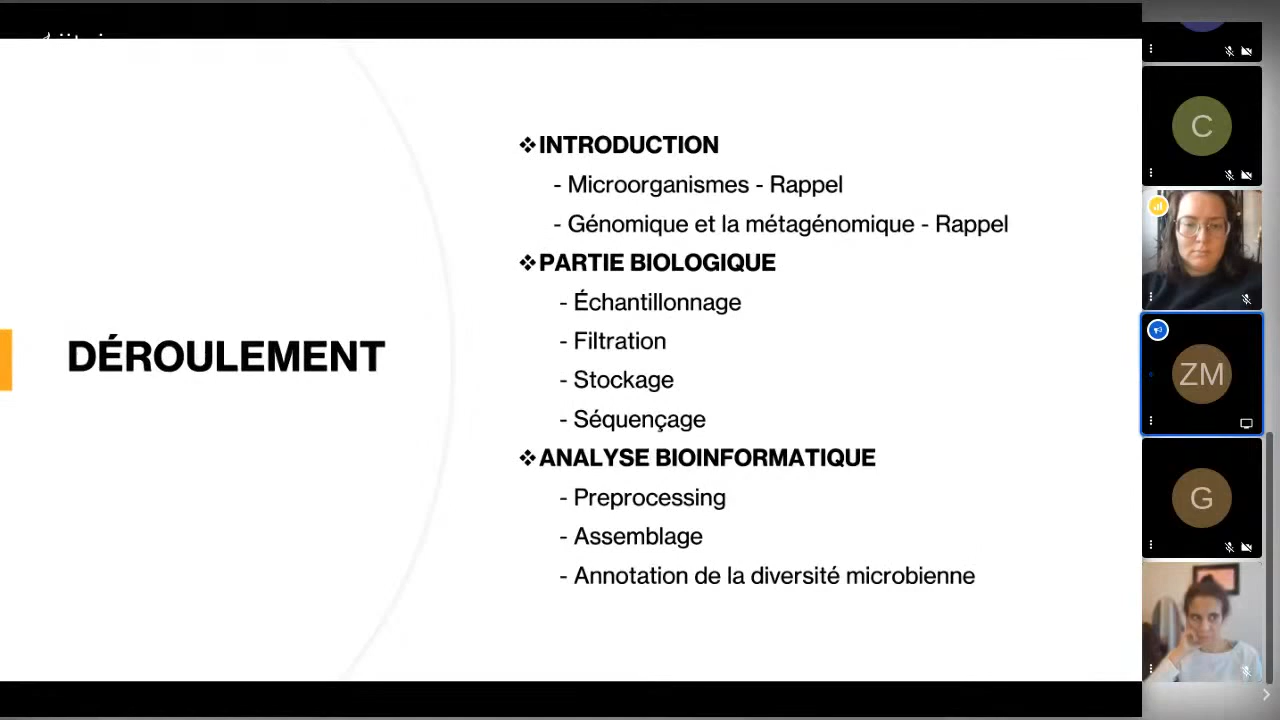 DÉROULEMENT
❖INTRODUCTION
- Microorganismes - Rappel
- Génomique et la métagénomique - Rappel
❖PARTIE BIOLOGIQUE
- Échantillonnage
- Filtration
- Stockage
- Séquençage
❖ANALYSE BIOINFORMATIQUE
- Preprocessing
- Assemblage
- Annotation de la diversité microbienne
C
ZM
G